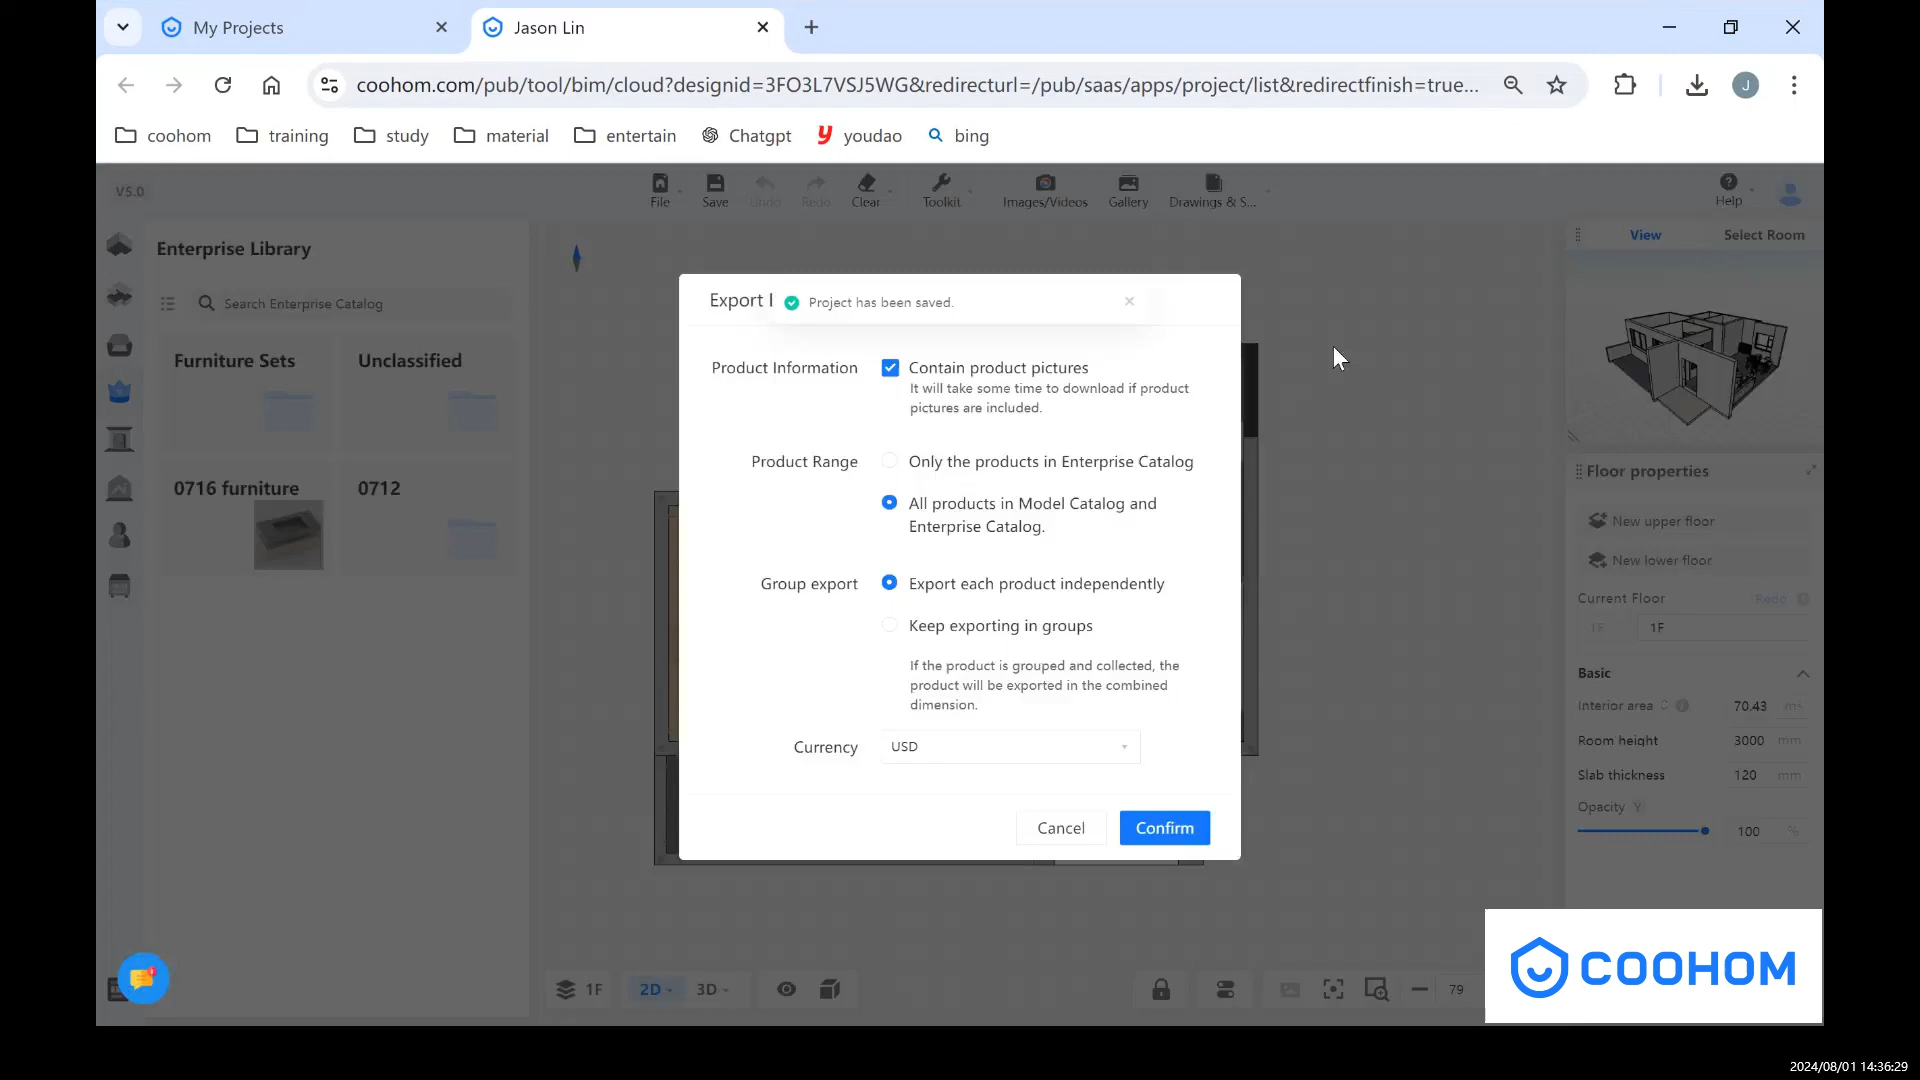 My Projects
Jason Lin
coohom.com/pub/tool/bim/cloud?designid=3FO3L7VSJ5WG&redirecturl=/pub/saas/apps/project/list&redirectfinish=true...
J
coohom
training
study
material
entertain
Chatgpt
youdao
bing
V5.0
File
Save
Undo
Redo
Clear
Toolkit
Images/Videos
Gallery
Drawings & S...
Help
Enterprise Library
Search Enterprise Catalog
Furniture Sets
Unclassified
0716 furniture
0712
View
Select Room
Export
Project has been saved.
Product Information
Contain product pictures
It will take some time to download if product
pictures are included.
Product Range
Only the products in Enterprise Catalog
All products in Model Catalog and
Enterprise Catalog.
Group export
Export each product independently
Keep exporting in groups
If the product is grouped and collected, the
product will be exported in the combined
dimension.
Currency
USD
Cancel
Confirm
Floor properties
New upper floor
New lower floor
Current Floor
Redo
1F
1F
Basic
Interior area
70.43 m²
Room height
3000 mm
Slab thickness
120 mm
Opacity
100 %
1F
2D
3D
79
COOHOM
2024/08/01 14:36:29